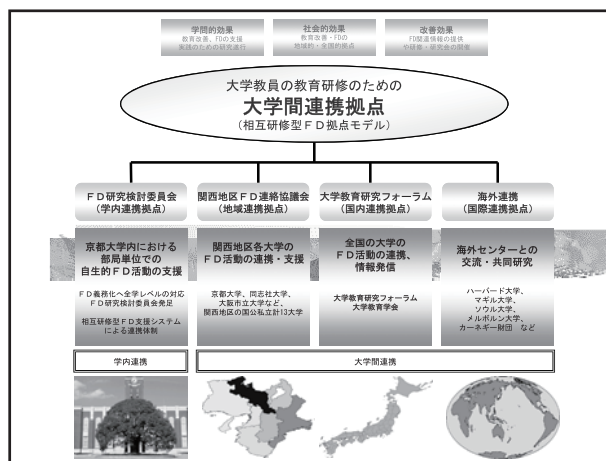 学問的効果
教育改善、FDの支援
実践のための研究遂行
社会的効果
教育改善・FDの
地域的・全国的拠点
改善効果
FD関連情報の提供
や研修・研究会の開催
大学教員の教育研修のための
大学間連携拠点
(相互研修型ＦＤ拠点モデル)
ＦＤ研究検討委員会
(学内連携拠点)
関西地区ＦＤ連絡協議会
(地域連携拠点)
大学教育研究フォーラム
(国内連携拠点)
海外連携
(国際連携拠点)
京都大学内における
部局単位での
自生的ＦＤ活動の支援
ＦＤ義務化へ全学レベルの対応
ＦＤ研究検討委員会発足
相互研修型ＦＤ支援システム
による連携体制
関西地区各大学の
ＦＤ活動の連携・支援
京都大学、同志社大学、
大阪市立大学など、
関西地区の国公私立計13大学
全国の大学の
ＦＤ活動の連携、
情報発信
大学教育研究フォーラム
大学教育学会
海外センターとの
交流・共同研究
ハーバード大学、
マギル大学、
ソウル大学、
メルボルン大学、
カーネギー財団　など
学内連携
大学間連携